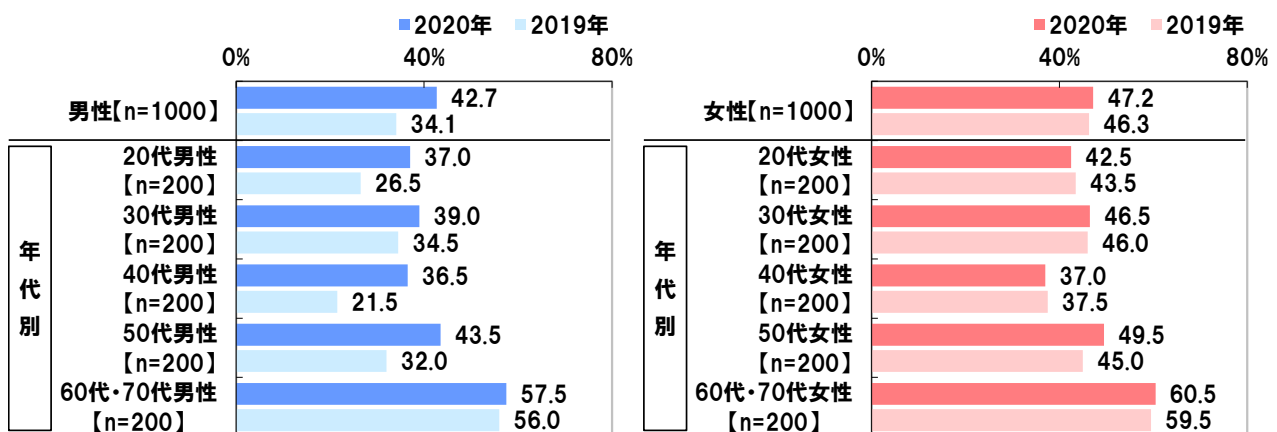 ■2020年 ■2019年
0% 40% 80%
男性【n=1000】 42.7
34.1
年代別
20代男性 37.0
【n=200】 26.5
30代男性 39.0
【n=200】 34.5
40代男性 36.5
【n=200】 21.5
50代男性 43.5
【n=200】 32.0
60代・70代男性 57.5
【n=200】 56.0
■2020年 ■2019年
0% 40% 80%
女性【n=1000】 47.2
46.3
年代別
20代女性 42.5
【n=200】 43.5
30代女性 46.5
【n=200】 46.0
40代女性 37.0
【n=200】 37.5
50代女性 49.5
【n=200】 45.0
60代・70代女性 60.5
【n=200】 59.5